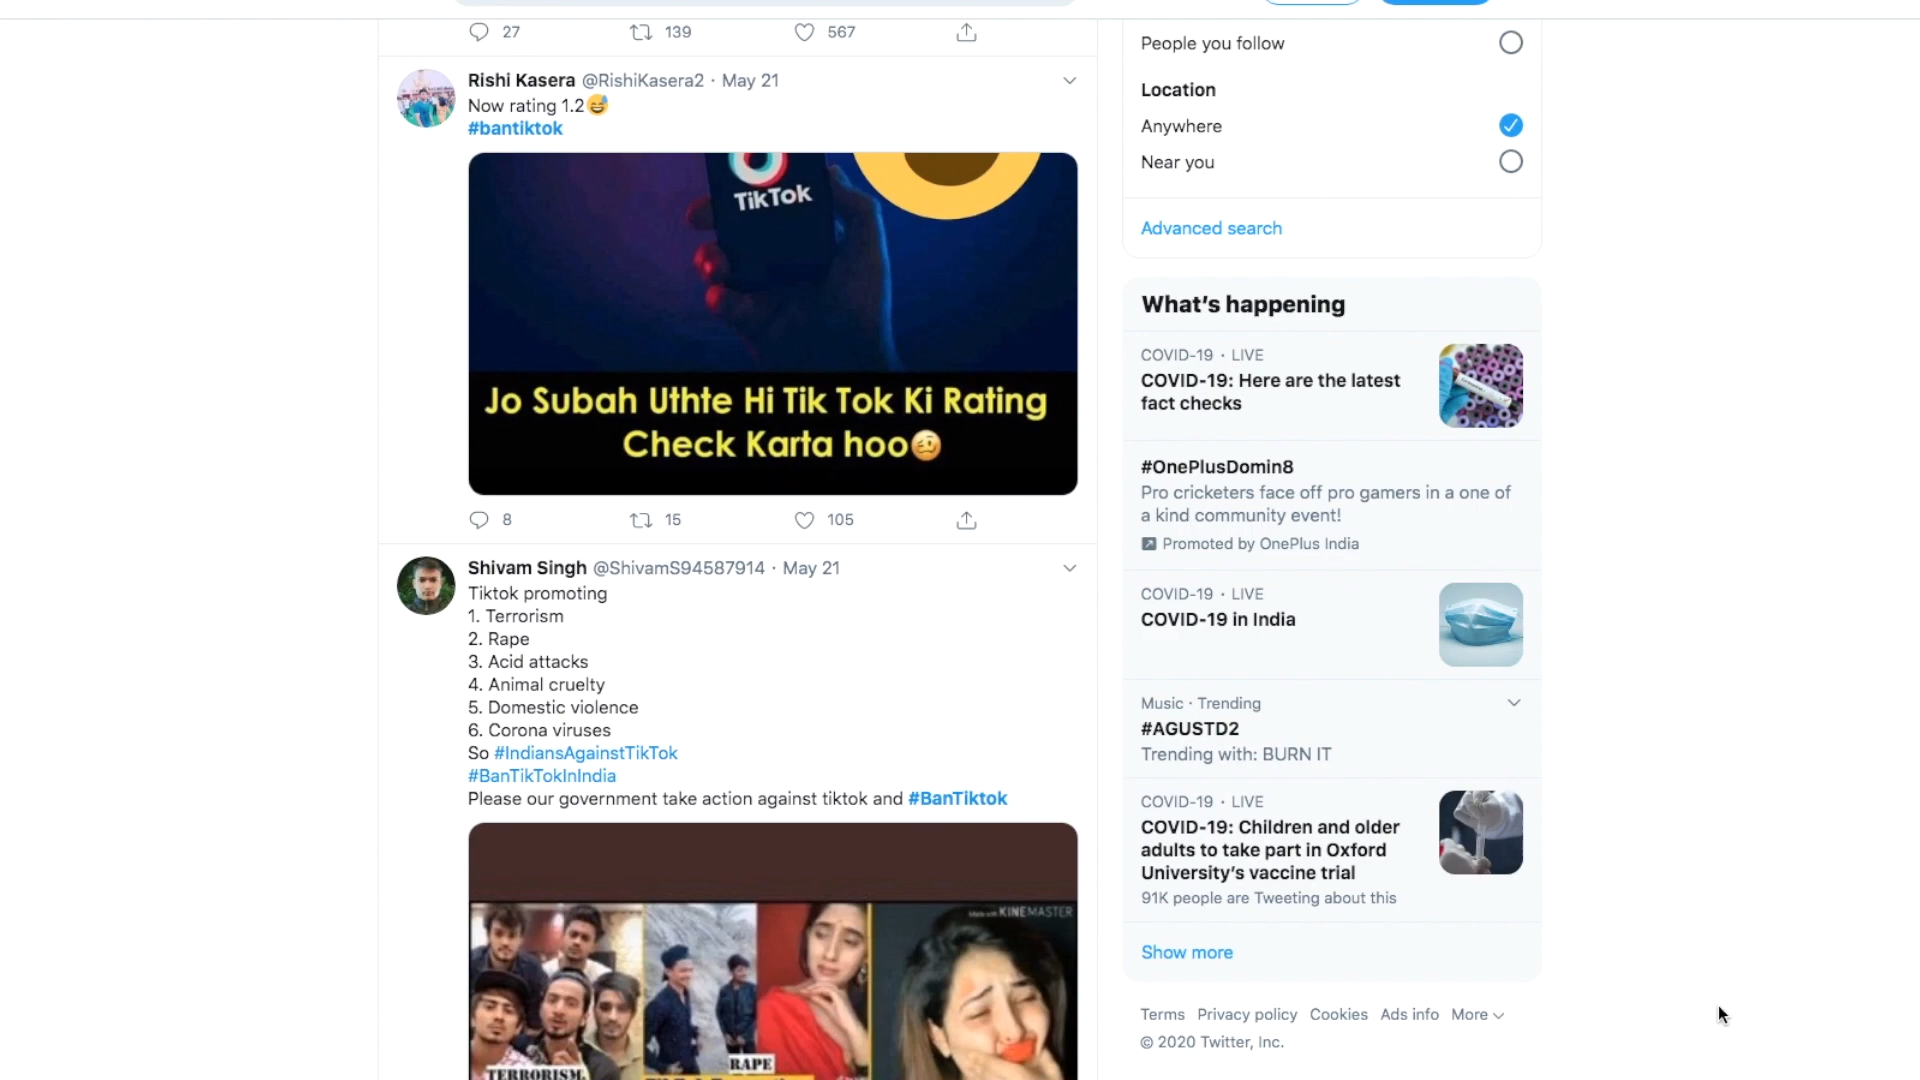 27 139 567
Rishi Kasera @RishiKasera2 · May 21
Now rating 1.2😅
#bantiktok
TikTok
Jo Subah Uthte Hi Tik Tok Ki Rating
Check Karta hoo🥴
8 15 105
Shivam Singh @ShivamS94587914 · May 21
Tiktok promoting
1. Terrorism
2. Rape
3. Acid attacks
4. Animal cruelty
5. Domestic violence
6. Corona viruses
So #IndiansAgainstTikTok
#BanTikTokInIndia
Please our government take action against tiktok and #BanTiktok
Made with KINEMASTER
TERRORISM,
RAPE
People you follow
Location
Anywhere
Near you
Advanced search
What's happening
COVID-19 · LIVE
COVID-19: Here are the latest
fact checks
#OnePlusDomin8
Pro cricketers face off pro gamers in a one of
a kind community event!
Promoted by OnePlus India
COVID-19 · LIVE
COVID-19 in India
Music · Trending
#AGUSTD2
Trending with: BURN IT
COVID-19 · LIVE
COVID-19: Children and older
adults to take part in Oxford
University's vaccine trial
91K people are Tweeting about this
Show more
Terms Privacy policy Cookies Ads info More
© 2020 Twitter, Inc.